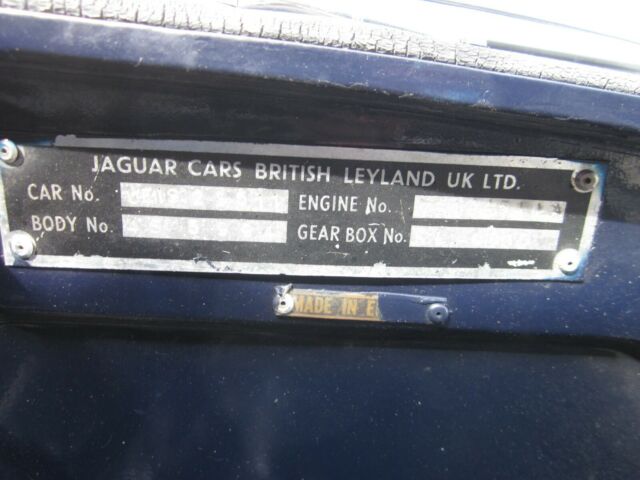 JAGUAR CARS BRITISH LEYLAND UK LTD.
CAR No.
ENGINE No.
BODY No.
GEAR BOX No.
MADE IN E